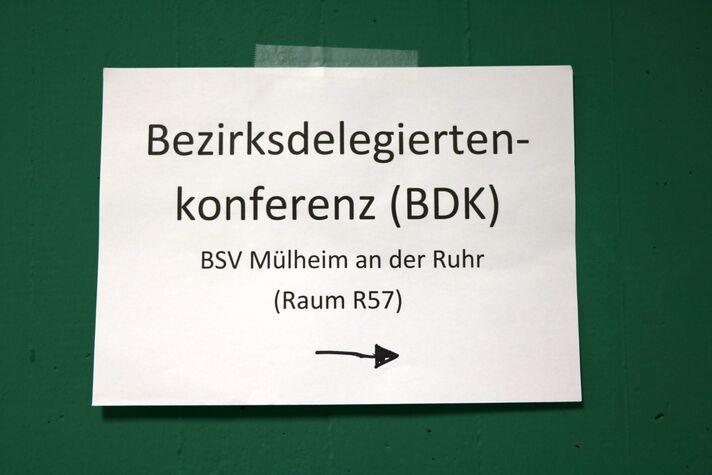 Bezirksdelegierten-
konferenz (BDK)
BSV Mülheim an der Ruhr
(Raum R57)